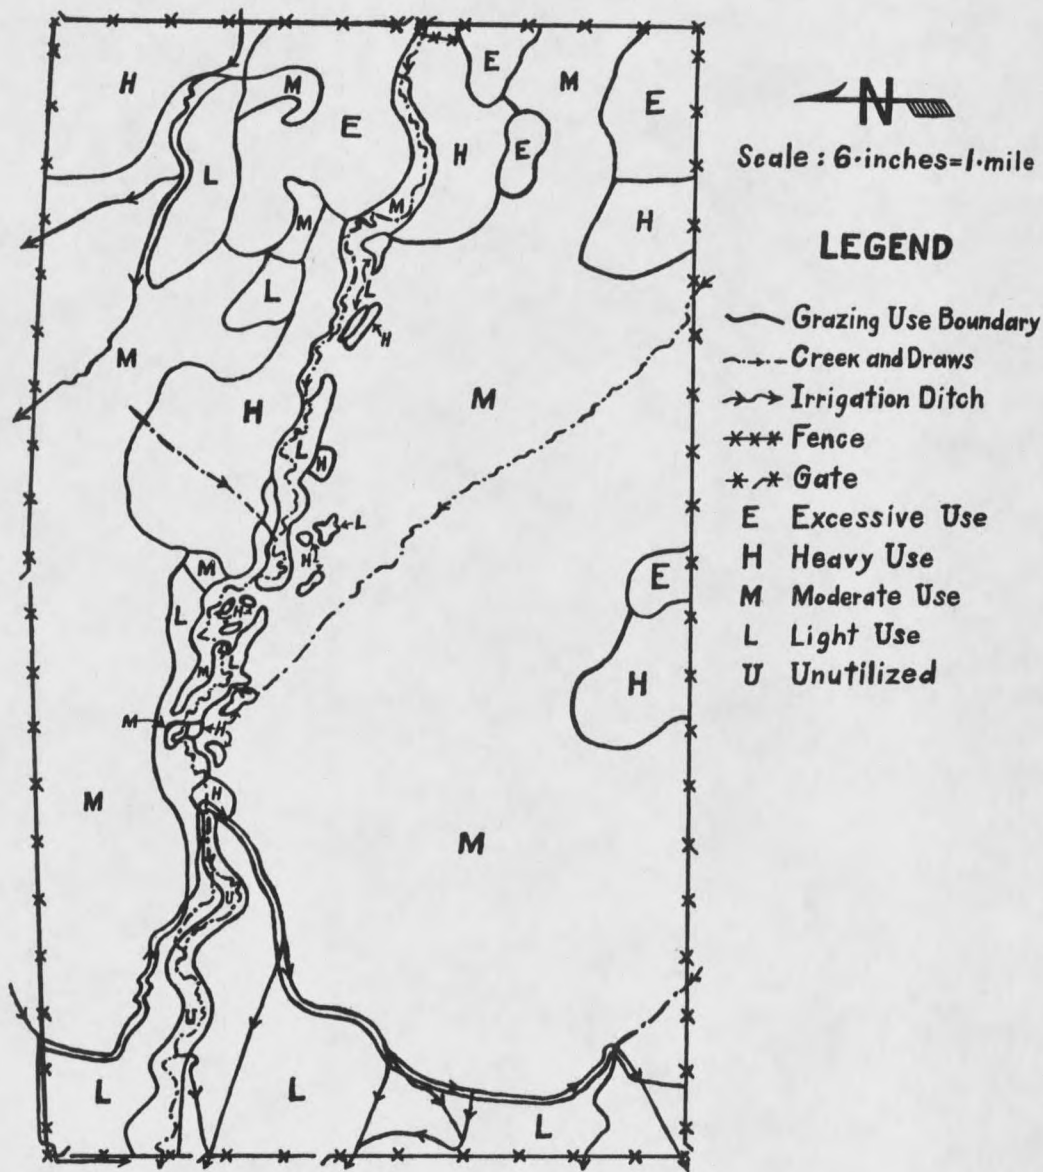 N
Scale : 6·inches=1·mile
LEGEND
Grazing Use Boundary
Creek and Draws
Irrigation Ditch
Fence
Gate
E Excessive Use
H Heavy Use
M Moderate Use
L Light Use
U Unutilized
H
M
E
M
E
E
H
E
L
M
M
H
L
L
H
M
M
H
L
H
L
H
E
M
L
H
M
L
H
M
H
M
H
M
U
U
L
L
L